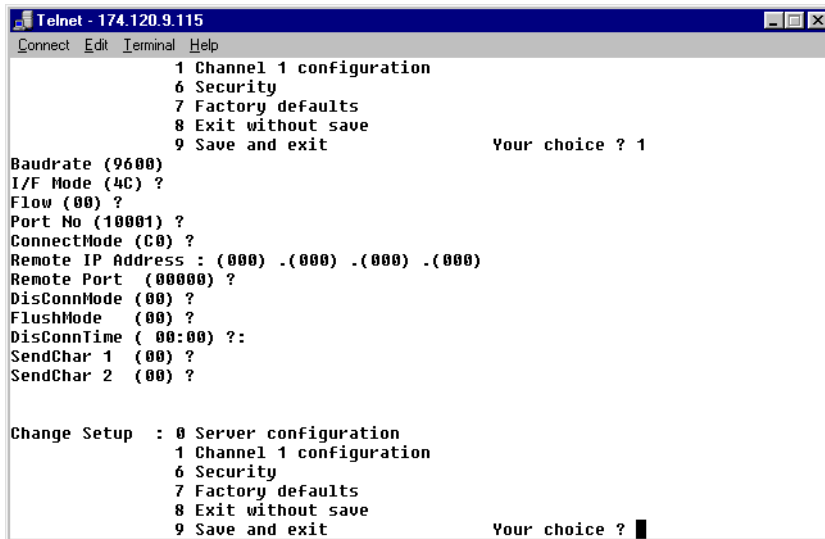 Telnet - 174.120.9.115
Connect Edit Terminal Help
1 Channel 1 configuration
6 Security
7 Factory defaults
8 Exit without save
9 Save and exit Your choice ? 1
Baudrate (9600)
I/F Mode (4C) ?
Flow (00) ?
Port No (10001) ?
ConnectMode (C0) ?
Remote IP Address : (000) .(000) .(000) .(000)
Remote Port (00000) ?
DisConnMode (00) ?
FlushMode (00) ?
DisConnTime ( 00:00) ?:
SendChar 1 (00) ?
SendChar 2 (00) ?
Change Setup : 0 Server configuration
1 Channel 1 configuration
6 Security
7 Factory defaults
8 Exit without save
9 Save and exit Your choice ?